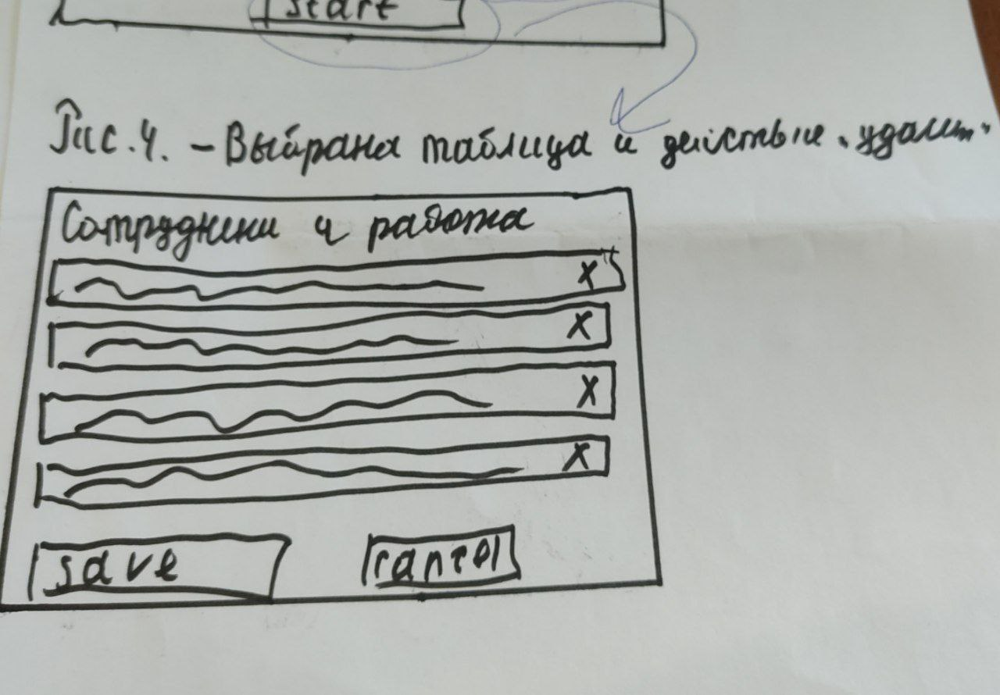 start
Рис.4. – Выбрана таблица и действие "удалить"
Сотрудники и работа
X
X
X
X
save
cancel